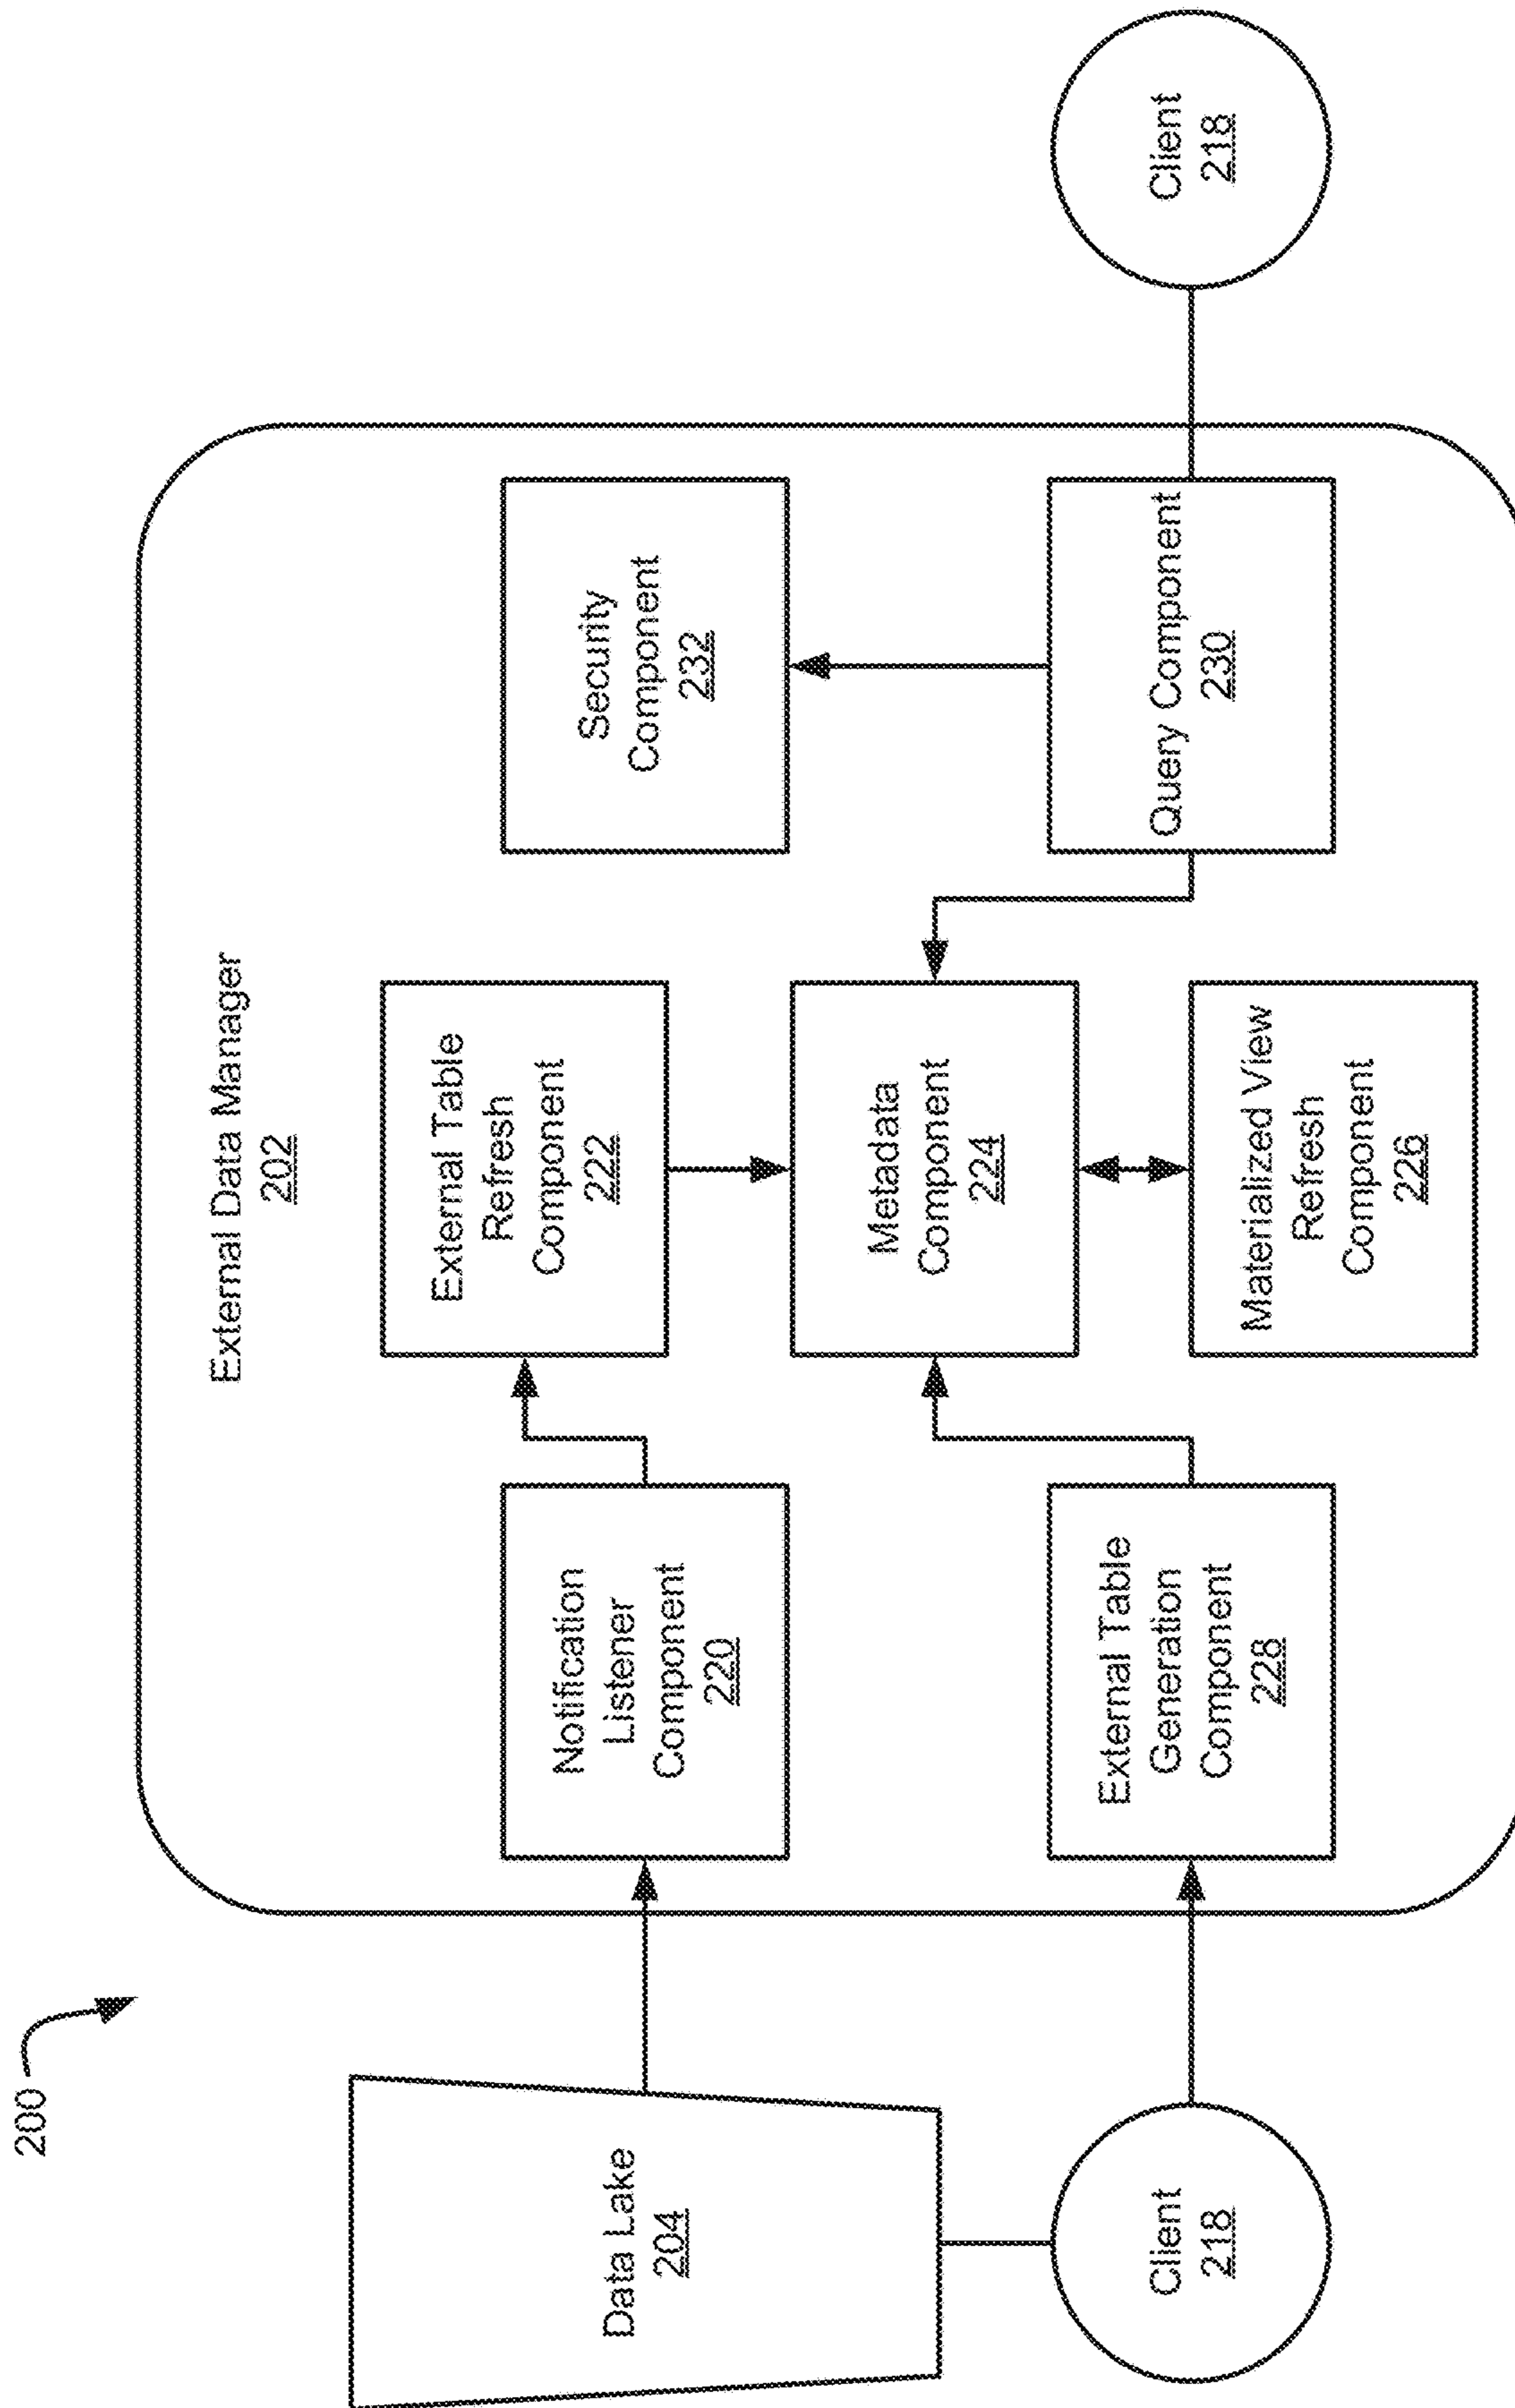 200
External Data Manager
202
Data Lake
204
Client
218
Notification
Listener
Component
220
External Table
Refresh
Component
222
Security
Component
232
Metadata
Component
224
External Table
Generation
Component
228
Materialized View
Refresh
Component
226
Query Component
230
Client
218